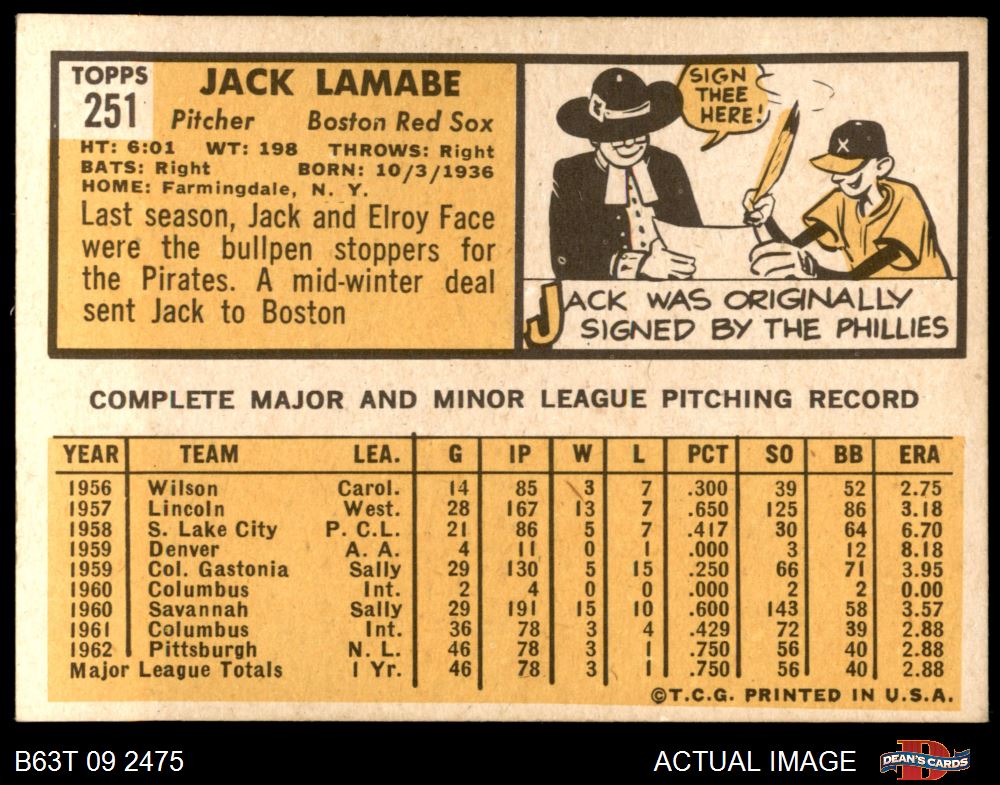 TOPPS
251
JACK LAMABE
Pitcher Boston Red Sox
HT: 6:01 WT: 198 THROWS: Right
BATS: Right BORN: 10/3/1936
HOME: Farmingdale, N. Y.
Last season, Jack and Elroy Face
were the bullpen stoppers for
the Pirates. A mid-winter deal
sent Jack to Boston
SIGN
THEE
HERE!
X
JACK WAS ORIGINALLY
SIGNED BY THE PHILLIES
COMPLETE MAJOR AND MINOR LEAGUE PITCHING RECORD
YEAR TEAM LEA. G IP W L PCT SO BB ERA
1956 Wilson Carol. 14 85 3 7 .300 39 52 2.75
1957 Lincoln West. 28 167 13 7 .650 125 86 3.18
1958 S. Lake City P. C.L. 21 86 5 7 .417 30 64 6.70
1959 Denver A. A. 4 11 0 1 .000 3 12 8.18
1959 Col. Gastonia Sally 29 130 5 15 .250 66 71 3.95
1960 Columbus Int. 2 4 0 0 .000 2 2 0.00
1960 Savannah Sally 29 191 15 10 .600 143 58 3.57
1961 Columbus Int. 36 78 3 4 .429 72 39 2.88
1962 Pittsburgh N. L. 46 78 3 1 .750 56 40 2.88
Major League Totals 1 Yr. 46 78 3 1 .750 56 40 2.88
©T.C.G. PRINTED IN U.S.A.
B63T 09 2475
ACTUAL IMAGE
D
DEAN'S CARDS